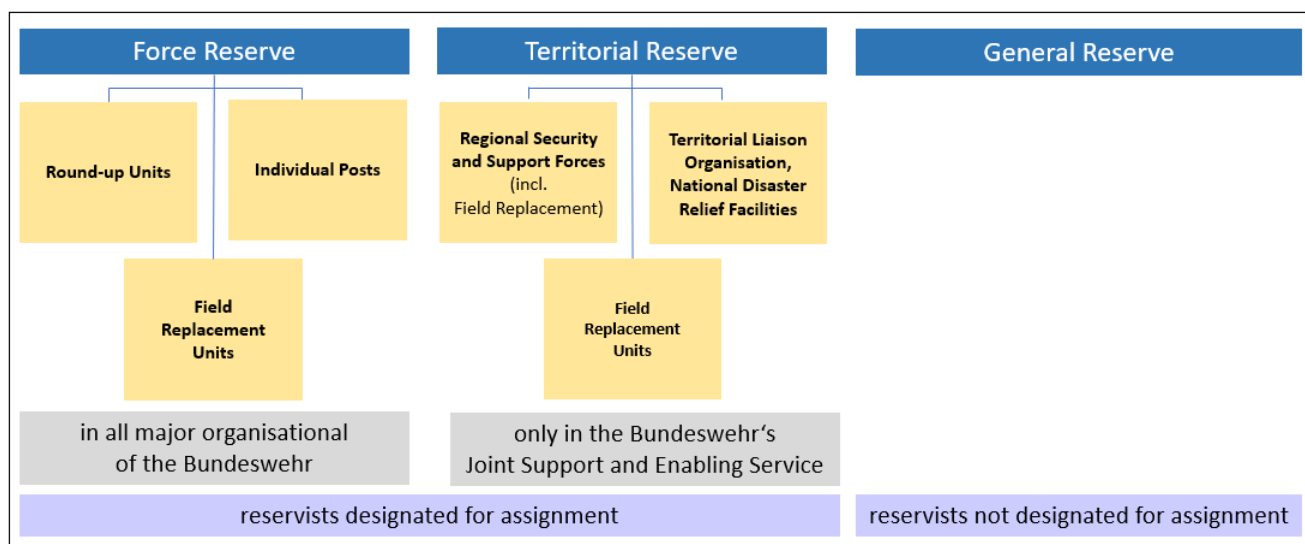 Force Reserve
Territorial Reserve
General Reserve
Round-up Units
Individual Posts
Field
Replacement
Units
Regional Security
and Support Forces
(incl.
Field Replacement)
Territorial Liaison
Organisation,
National Disaster
Relief Facilities
Field
Replacement
Units
in all major organisational
of the Bundeswehr
only in the Bundeswehr‘s
Joint Support and Enabling Service
reservists designated for assignment
reservists not designated for assignment